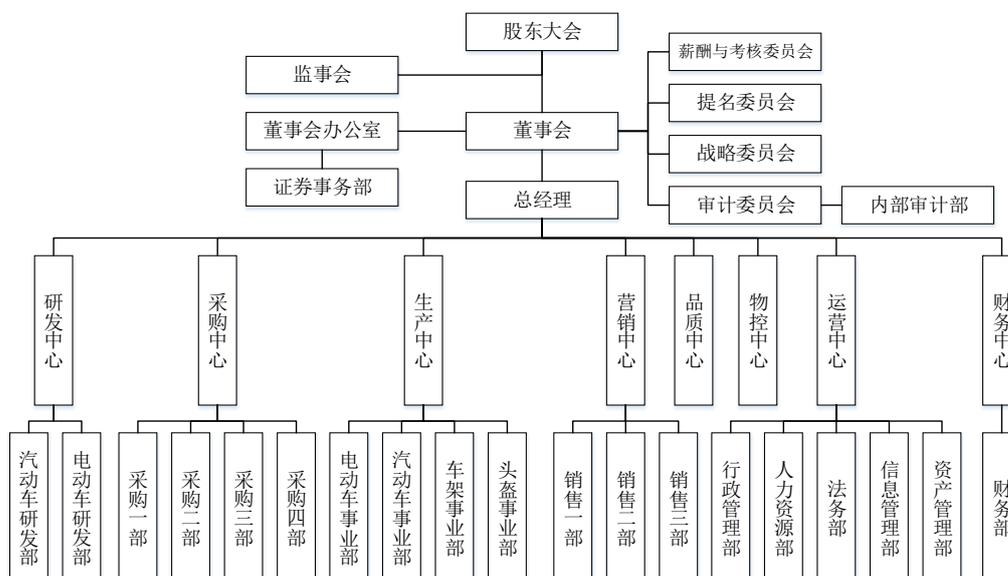 股东大会
薪酬与考核委员会
监事会
提名委员会
董事会办公室
董事会
战略委员会
证券事务部
总经理
审计委员会
内部审计部
研发中心
采购中心
生产中心
营销中心
品质中心
物控中心
运营中心
财务中心
汽动车研发部
电动车研发部
采购一部
采购二部
采购三部
采购四部
电动车事业部
汽动车事业部
车架事业部
头盔事业部
销售一部
销售二部
销售三部
行政管理部
人力资源部
法务部
信息管理部
资产管理部
财务部